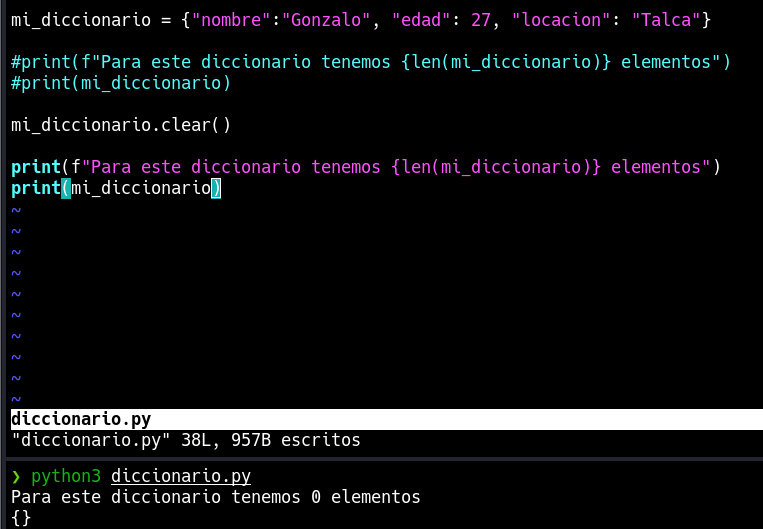 mi_diccionario = {"nombre":"Gonzalo", "edad": 27, "locacion": "Talca"}
#print(f"Para este diccionario tenemos {len(mi_diccionario)} elementos")
#print(mi_diccionario)
mi_diccionario.clear()
print(f"Para este diccionario tenemos {len(mi_diccionario)} elementos")
print(mi_diccionario)
~
~
~
~
~
~
~
~
~
~
diccionario.py
"diccionario.py" 38L, 957B escritos
❯ python3 diccionario.py
Para este diccionario tenemos 0 elementos
{}